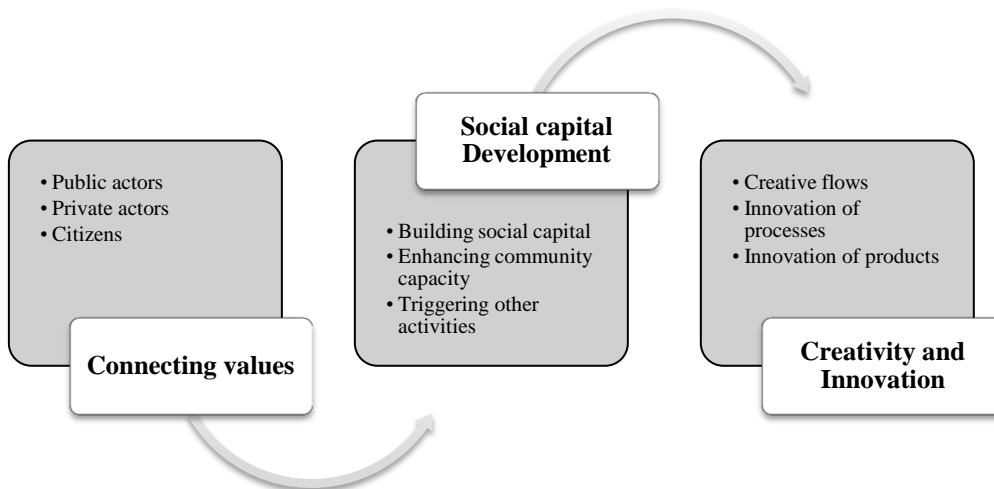 • Public actors
• Private actors
• Citizens
Connecting values
Social capital
Development
• Building social capital
• Enhancing community
capacity
• Triggering other
activities
• Creative flows
• Innovation of
processes
• Innovation of products
Creativity and
Innovation